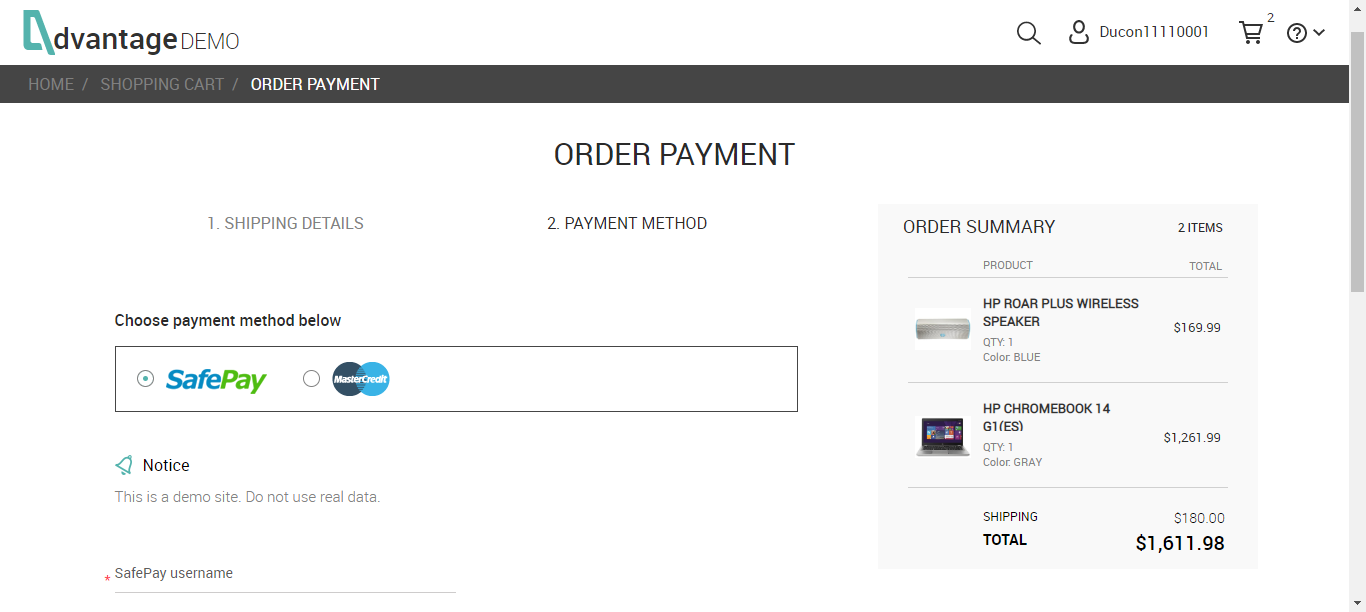 dvantage DEMO
Ducon11110001
2
HOME / SHOPPING CART / ORDER PAYMENT
ORDER PAYMENT
1. SHIPPING DETAILS
2. PAYMENT METHOD
Choose payment method below
SafePay
MasterCredit
Notice
This is a demo site. Do not use real data.
* SafePay username
ORDER SUMMARY 2 ITEMS
PRODUCT TOTAL
HP ROAR PLUS WIRELESS
SPEAKER
$169.99
QTY: 1
Color: BLUE
HP CHROMEBOOK 14
G1(ES)
$1,261.99
QTY: 1
Color: GRAY
SHIPPING $180.00
TOTAL $1,611.98